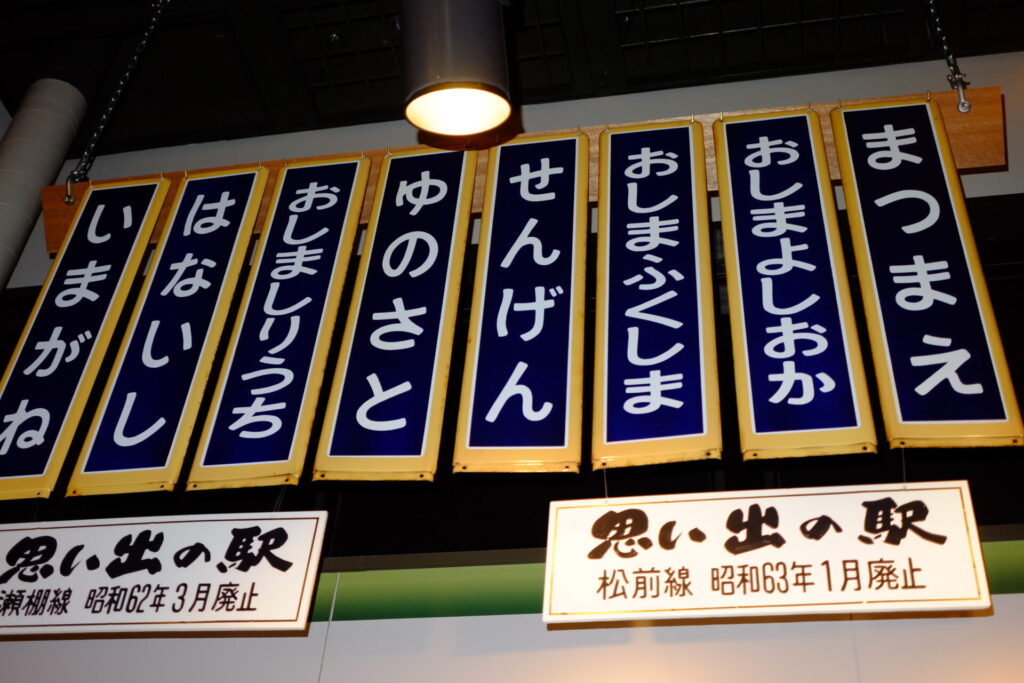 いまがね
はないし
おしましりうち
ゆのさと
せんげん
おしまふくしま
おしまよしおか
まつまえ
思い出の駅
瀬棚線 昭和62年3月廃止
思い出の駅
松前線 昭和63年1月廃止